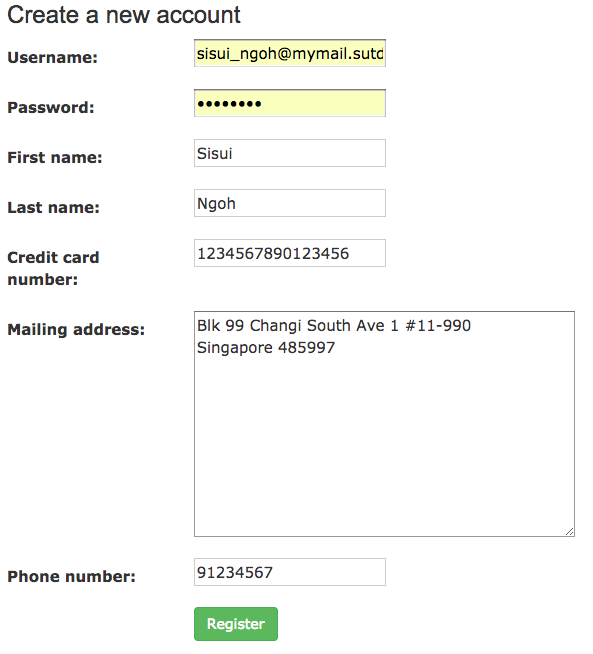 Create a new account
Username:
sisui_ngoh@mymail.sutd
Password:
••••••••
First name:
Sisui
Last name:
Ngoh
Credit card
number:
1234567890123456
Mailing address:
Blk 99 Changi South Ave 1 #11-990
Singapore 485997
Phone number:
91234567
Register